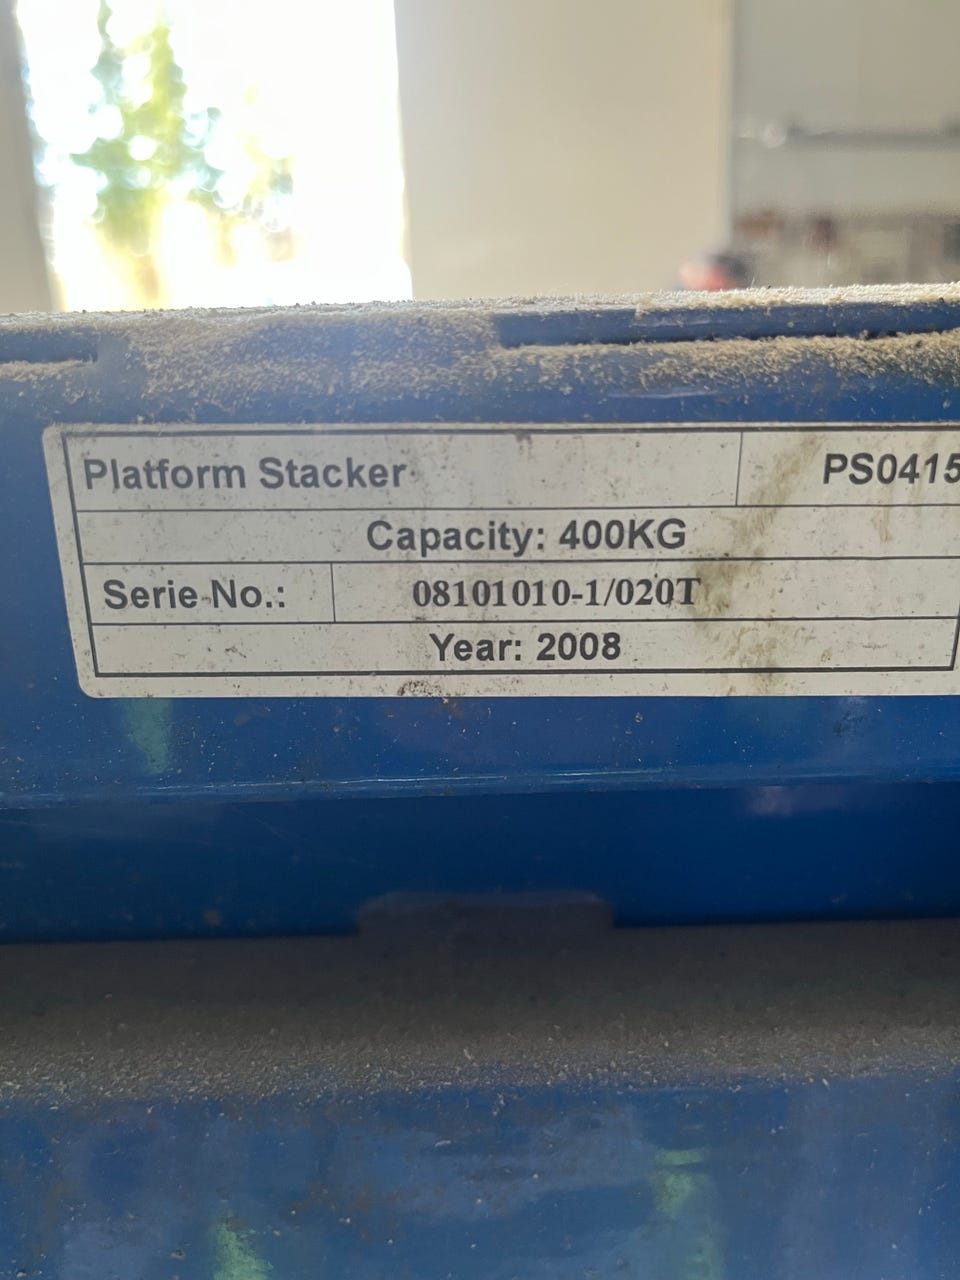 Platform Stacker PS0415
Capacity: 400KG
Serie No.: 08101010-1/020T
Year: 2008